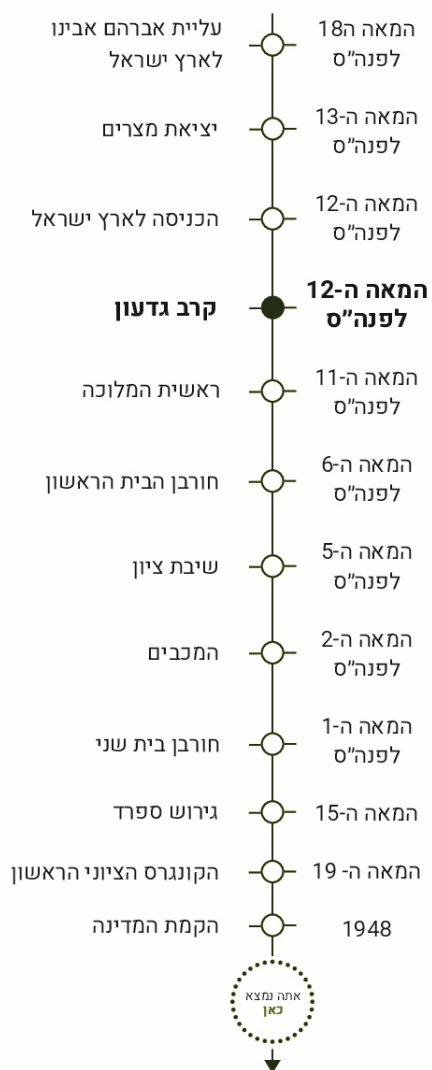 המאה ה18
לפנה״ס
עליית אברהם אבינו
לארץ ישראל
המאה ה-13
לפנה״ס
יציאת מצרים
המאה ה-12
לפנה״ס
הכניסה לארץ ישראל
המאה ה-12
לפנה״ס
קרב גדעון
המאה ה-11
לפנה״ס
ראשית המלוכה
המאה ה-6
לפנה״ס
חורבן הבית הראשון
המאה ה-5
לפנה״ס
שיבת ציון
המאה ה-2
לפנה״ס
המכבים
המאה ה-1
לפנה״ס
חורבן בית שני
המאה ה-15
גירוש ספרד
המאה ה- 19
הקונגרס הציוני הראשון
1948
הקמת המדינה
אתה נמצא
כאן